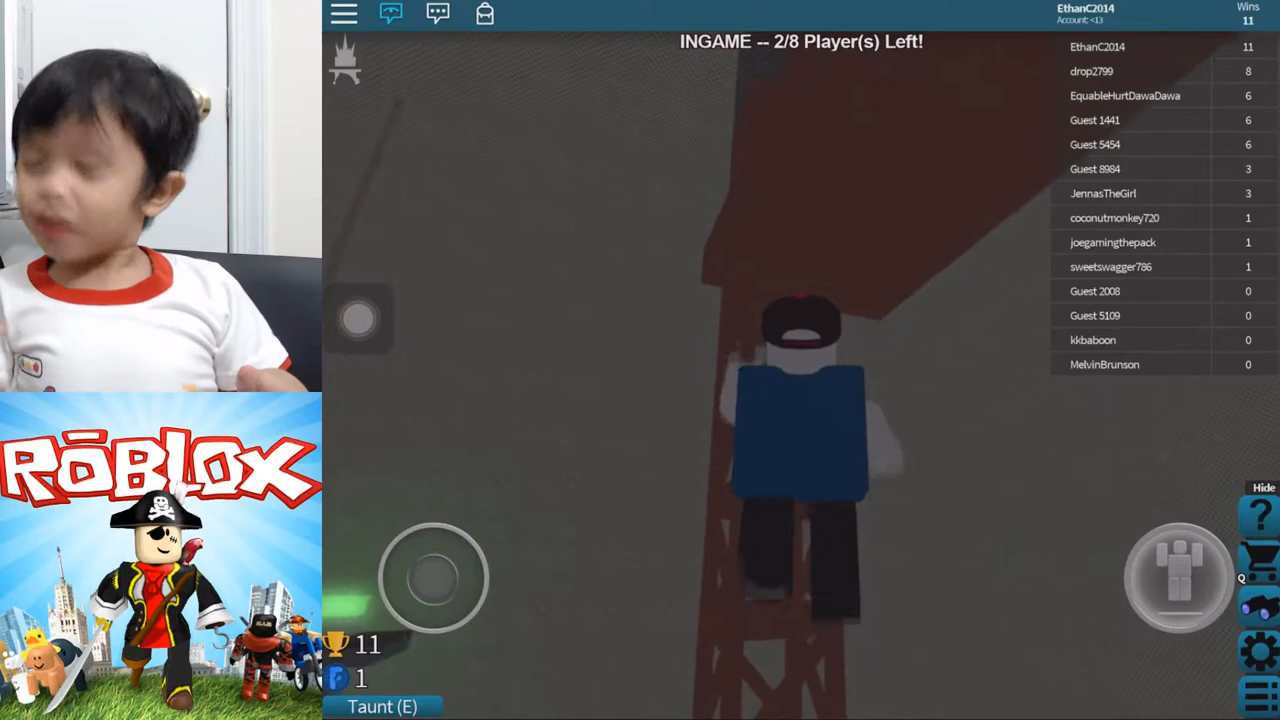 EthanC2014
Account: <13
Wins
11
INGAME -- 2/8 Player(s) Left!
EthanC2014 11
drop2799 8
EquableHurtDawaDawa 6
Guest 1441 6
Guest 5454 6
Guest 8984 3
JennasTheGirl 3
coconutmonkey720 1
joegamingthepack 1
sweetswagger786 1
Guest 2008 0
Guest 5109 0
kkbaboon 0
MelvinBrunson 0
ROBLOX
Hide
?
Q
11
1
Taunt (E)